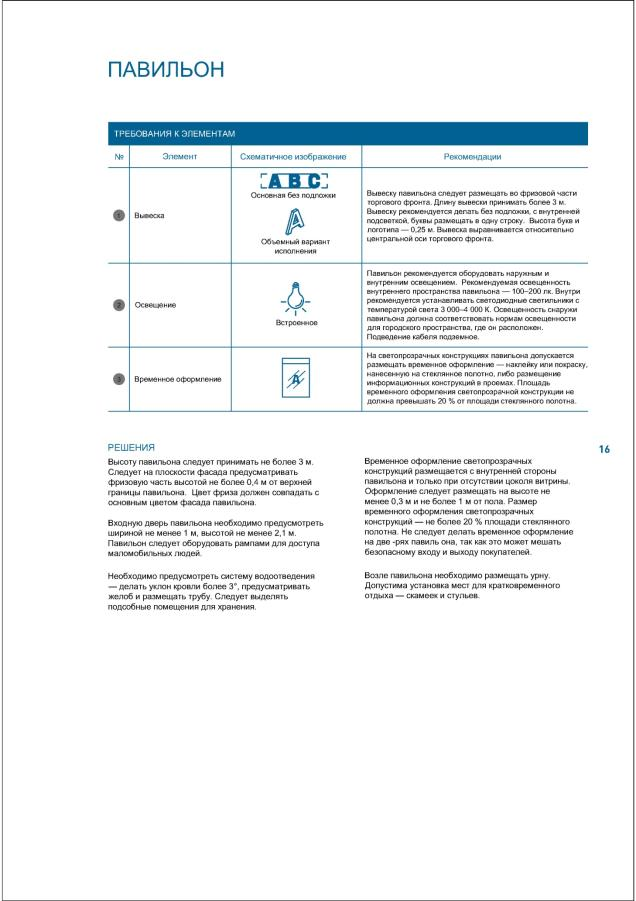 ПАВИЛЬОН
ТРЕБОВАНИЯ К ЭЛЕМЕНТАМ
№ Элемент Схематичное изображение Рекомендации
1 Вывеска
ABC
Основная без подложки
A
Объемный вариант
исполнения
Вывеску павильона следует размещать во фризовой части
торгового фронта. Длину вывески принимать более 3 м.
Вывеску рекомендуется делать без подложки, с внутренней
подсветкой, буквы размещать в одну строку. Высота букв и
логотипа — 0,25 м. Вывеска выравнивается относительно
центральной оси торгового фронта.
2 Освещение
Встроенное
Павильон рекомендуется оборудовать наружным и
внутренним освещением. Рекомендуемая освещенность
внутреннего пространства павильона — 100–200 лк. Внутри
рекомендуется устанавливать светодиодные светильники с
температурой света 3 000–4 000 К. Освещенность снаружи
павильона должна соответствовать нормам освещенности
для городского пространства, где он расположен.
Подведение кабеля подземное.
3 Временное оформление
A
На светопрозрачных конструкциях павильона допускается
размещать временное оформление — наклейку или покраску,
нанесенную на стеклянное полотно, либо размещение
информационных конструкций в проемах. Площадь
временного оформления светопрозрачной конструкции не
должна превышать 20 % от площади стеклянного полотна.
РЕШЕНИЯ
Высоту павильона следует принимать не более 3 м.
Следует на плоскости фасада предусматривать
фризовую часть высотой не более 0,4 м от верхней
границы павильона. Цвет фриза должен совпадать с
основным цветом фасада павильона.
Входную дверь павильона необходимо предусмотреть
шириной не менее 1 м, высотой не менее 2,1 м.
Павильон следует оборудовать рампами для доступа
маломобильных людей.
Необходимо предусмотреть систему водоотведения
— делать уклон кровли более 3°, предусматривать
желоб и размещать трубу. Следует выделять
подсобные помещения для хранения.
Временное оформление светопрозрачных
конструкций размещается с внутренней стороны
павильона и только при отсутствии цоколя витрины.
Оформление следует размещать на высоте не
менее 0,3 м и не более 1 м от пола. Размер
временного оформления светопрозрачных
конструкций — не более 20 % площади стеклянного
полотна. Не следует делать временное оформление
на две -рях павиль она, так как это может мешать
безопасному входу и выходу покупателей.
Возле павильона необходимо размещать урну.
Допустима установка мест для кратковременного
отдыха — скамеек и стульев.
16